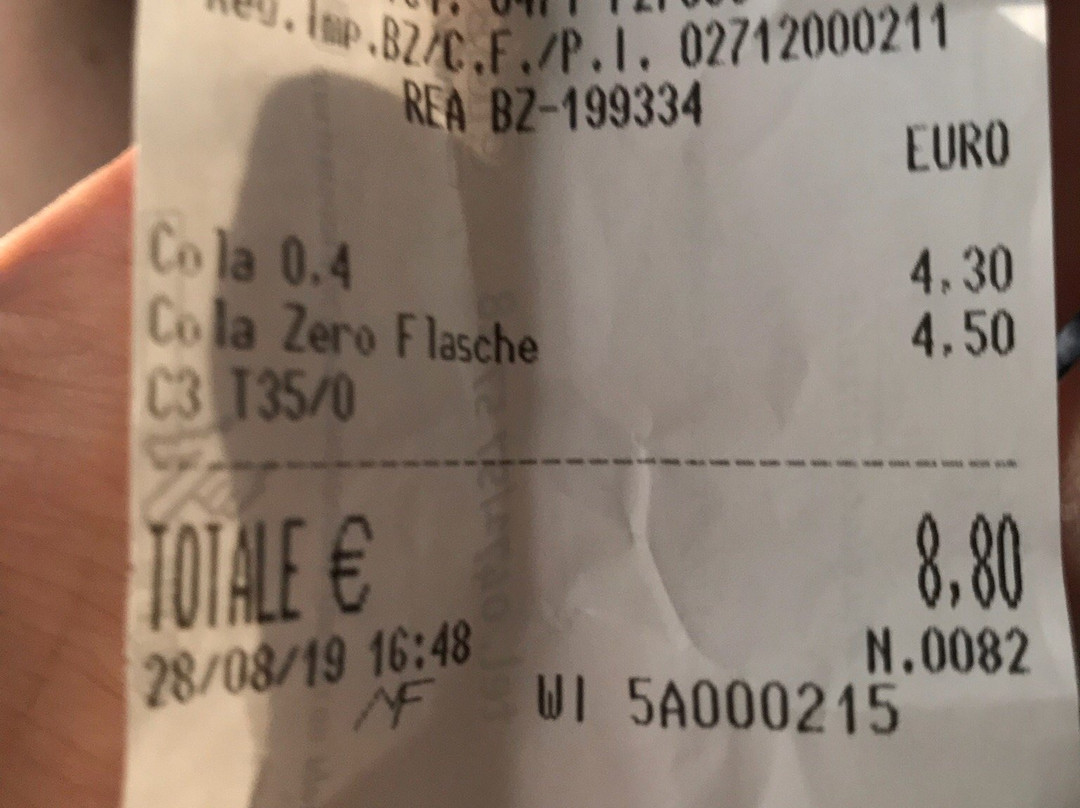 Reg.Imp.BZ/C.F./P.I. 02712000211
REA BZ-199334
EURO
Cola 0.4 4,30
Cola Zero Flasche 4,50
C3 T35/0
TOTALE € 8,80
28/08/19 16:48 N.0082
MF WI 5A000215